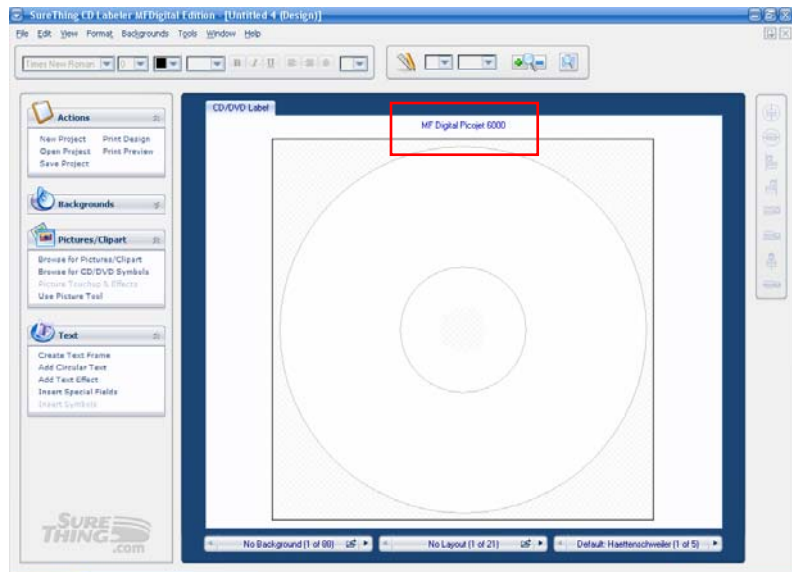 SureThing CD Labeler MFDigital Edition - [Untitled 4 (Design)]
File Edit View Format Backgrounds Tools Window Help
Times New Roman 0 B I U
CD/DVD Label
MF Digital Picojet 6000
Actions
New Project Print Design
Open Project Print Preview
Save Project
Backgrounds
Pictures/Clipart
Browse for Pictures/Clipart
Browse for CD/DVD Symbols
Picture Touchup & Effects
Use Picture Tool
Text
Create Text Frame
Add Circular Text
Add Text Effect
Insert Special Fields
Insert Symbols
SURE
THING
.com
No Background (1 of 88) No Layout (1 of 21) Default: Haettenschweiler (1 of 5)